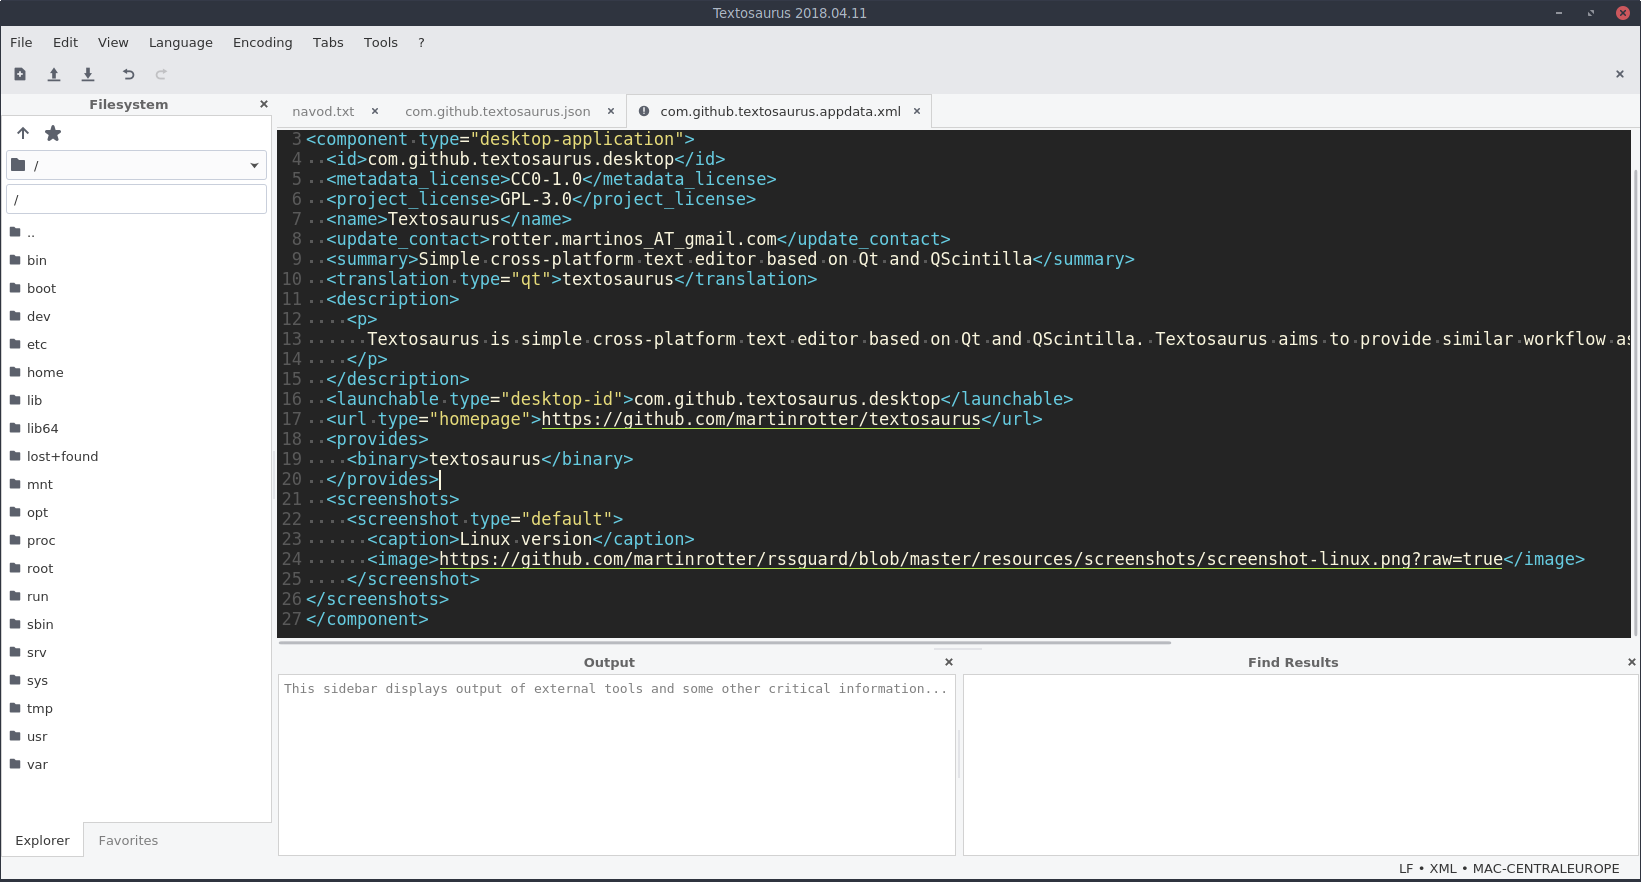 Textosaurus 2018.04.11
File Edit View Language Encoding Tabs Tools ?
Filesystem
/
/
..
bin
boot
dev
etc
home
lib
lib64
lost+found
mnt
opt
proc
root
run
sbin
srv
sys
tmp
usr
var
Explorer Favorites
navod.txt com.github.textosaurus.json com.github.textosaurus.appdata.xml
3 <component type="desktop-application">
4   <id>com.github.textosaurus.desktop</id>
5   <metadata_license>CC0-1.0</metadata_license>
6   <project_license>GPL-3.0</project_license>
7   <name>Textosaurus</name>
8   <update_contact>rotter.martinos_AT_gmail.com</update_contact>
9   <summary>Simple cross-platform text editor based on Qt and QScintilla</summary>
10   <translation type="qt">textosaurus</translation>
11   <description>
12     <p>
13       Textosaurus is simple cross-platform text editor based on Qt and QScintilla. Textosaurus aims to provide similar workflow as
14     </p>
15   </description>
16   <launchable type="desktop-id">com.github.textosaurus.desktop</launchable>
17   <url type="homepage">https://github.com/martinrotter/textosaurus</url>
18   <provides>
19     <binary>textosaurus</binary>
20   </provides>
21   <screenshots>
22     <screenshot type="default">
23       <caption>Linux version</caption>
24       <image>https://github.com/martinrotter/rssguard/blob/master/resources/screenshots/screenshot-linux.png?raw=true</image>
25     </screenshot>
26 </screenshots>
27 </component>
Output
This sidebar displays output of external tools and some other critical information...
Find Results
LF • XML • MAC-CENTRALEUROPE